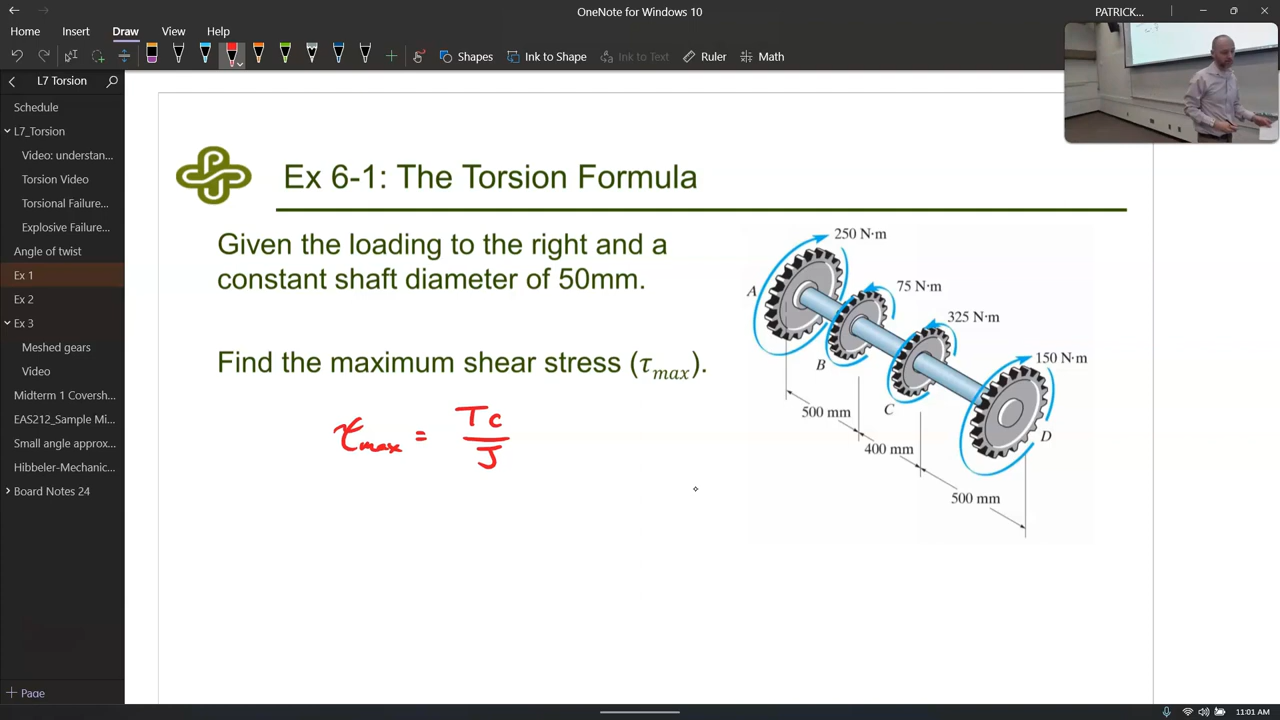 OneNote for Windows 10
PATRICK...
Home Insert Draw View Help
Shapes Ink to Shape Ink to Text Ruler Math
L7 Torsion
Schedule
L7_Torsion
Video: understan...
Torsion Video
Torsional Failure...
Explosive Failure...
Angle of twist
Ex 1
Ex 2
Ex 3
Meshed gears
Video
Midterm 1 Coversh...
EAS212_Sample Mi...
Small angle approx...
Hibbeler-Mechanic...
Board Notes 24
Page
Ex 6-1: The Torsion Formula
Given the loading to the right and a
constant shaft diameter of 50mm.
Find the maximum shear stress (τmax).
τmax = Tc/J
250 N·m
75 N·m
325 N·m
150 N·m
A
B
C
D
500 mm
400 mm
500 mm
11:01 AM